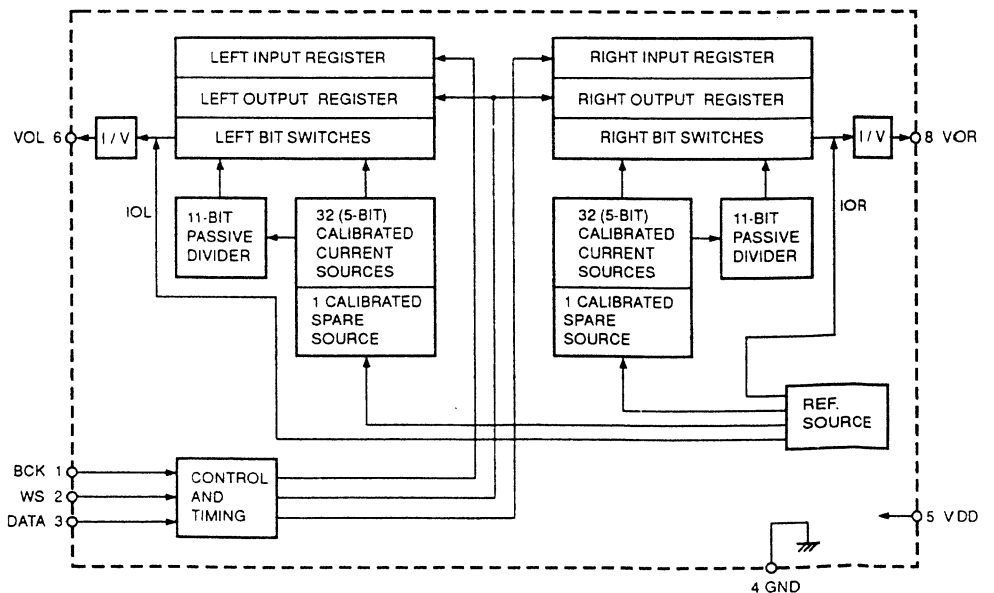 LEFT INPUT REGISTER
LEFT OUTPUT REGISTER
LEFT BIT SWITCHES
RIGHT INPUT REGISTER
RIGHT OUTPUT REGISTER
RIGHT BIT SWITCHES
VOL 6
I / V
I / V
8 VOR
IOL
11-BIT
PASSIVE
DIVIDER
32 (5-BIT)
CALIBRATED
CURRENT
SOURCES
1 CALIBRATED
SPARE
SOURCE
32 (5-BIT)
CALIBRATED
CURRENT
SOURCES
1 CALIBRATED
SPARE
SOURCE
11-BIT
PASSIVE
DIVIDER
IOR
REF.
SOURCE
BCK 1
WS 2
DATA 3
CONTROL
AND
TIMING
5 VDD
4 GND